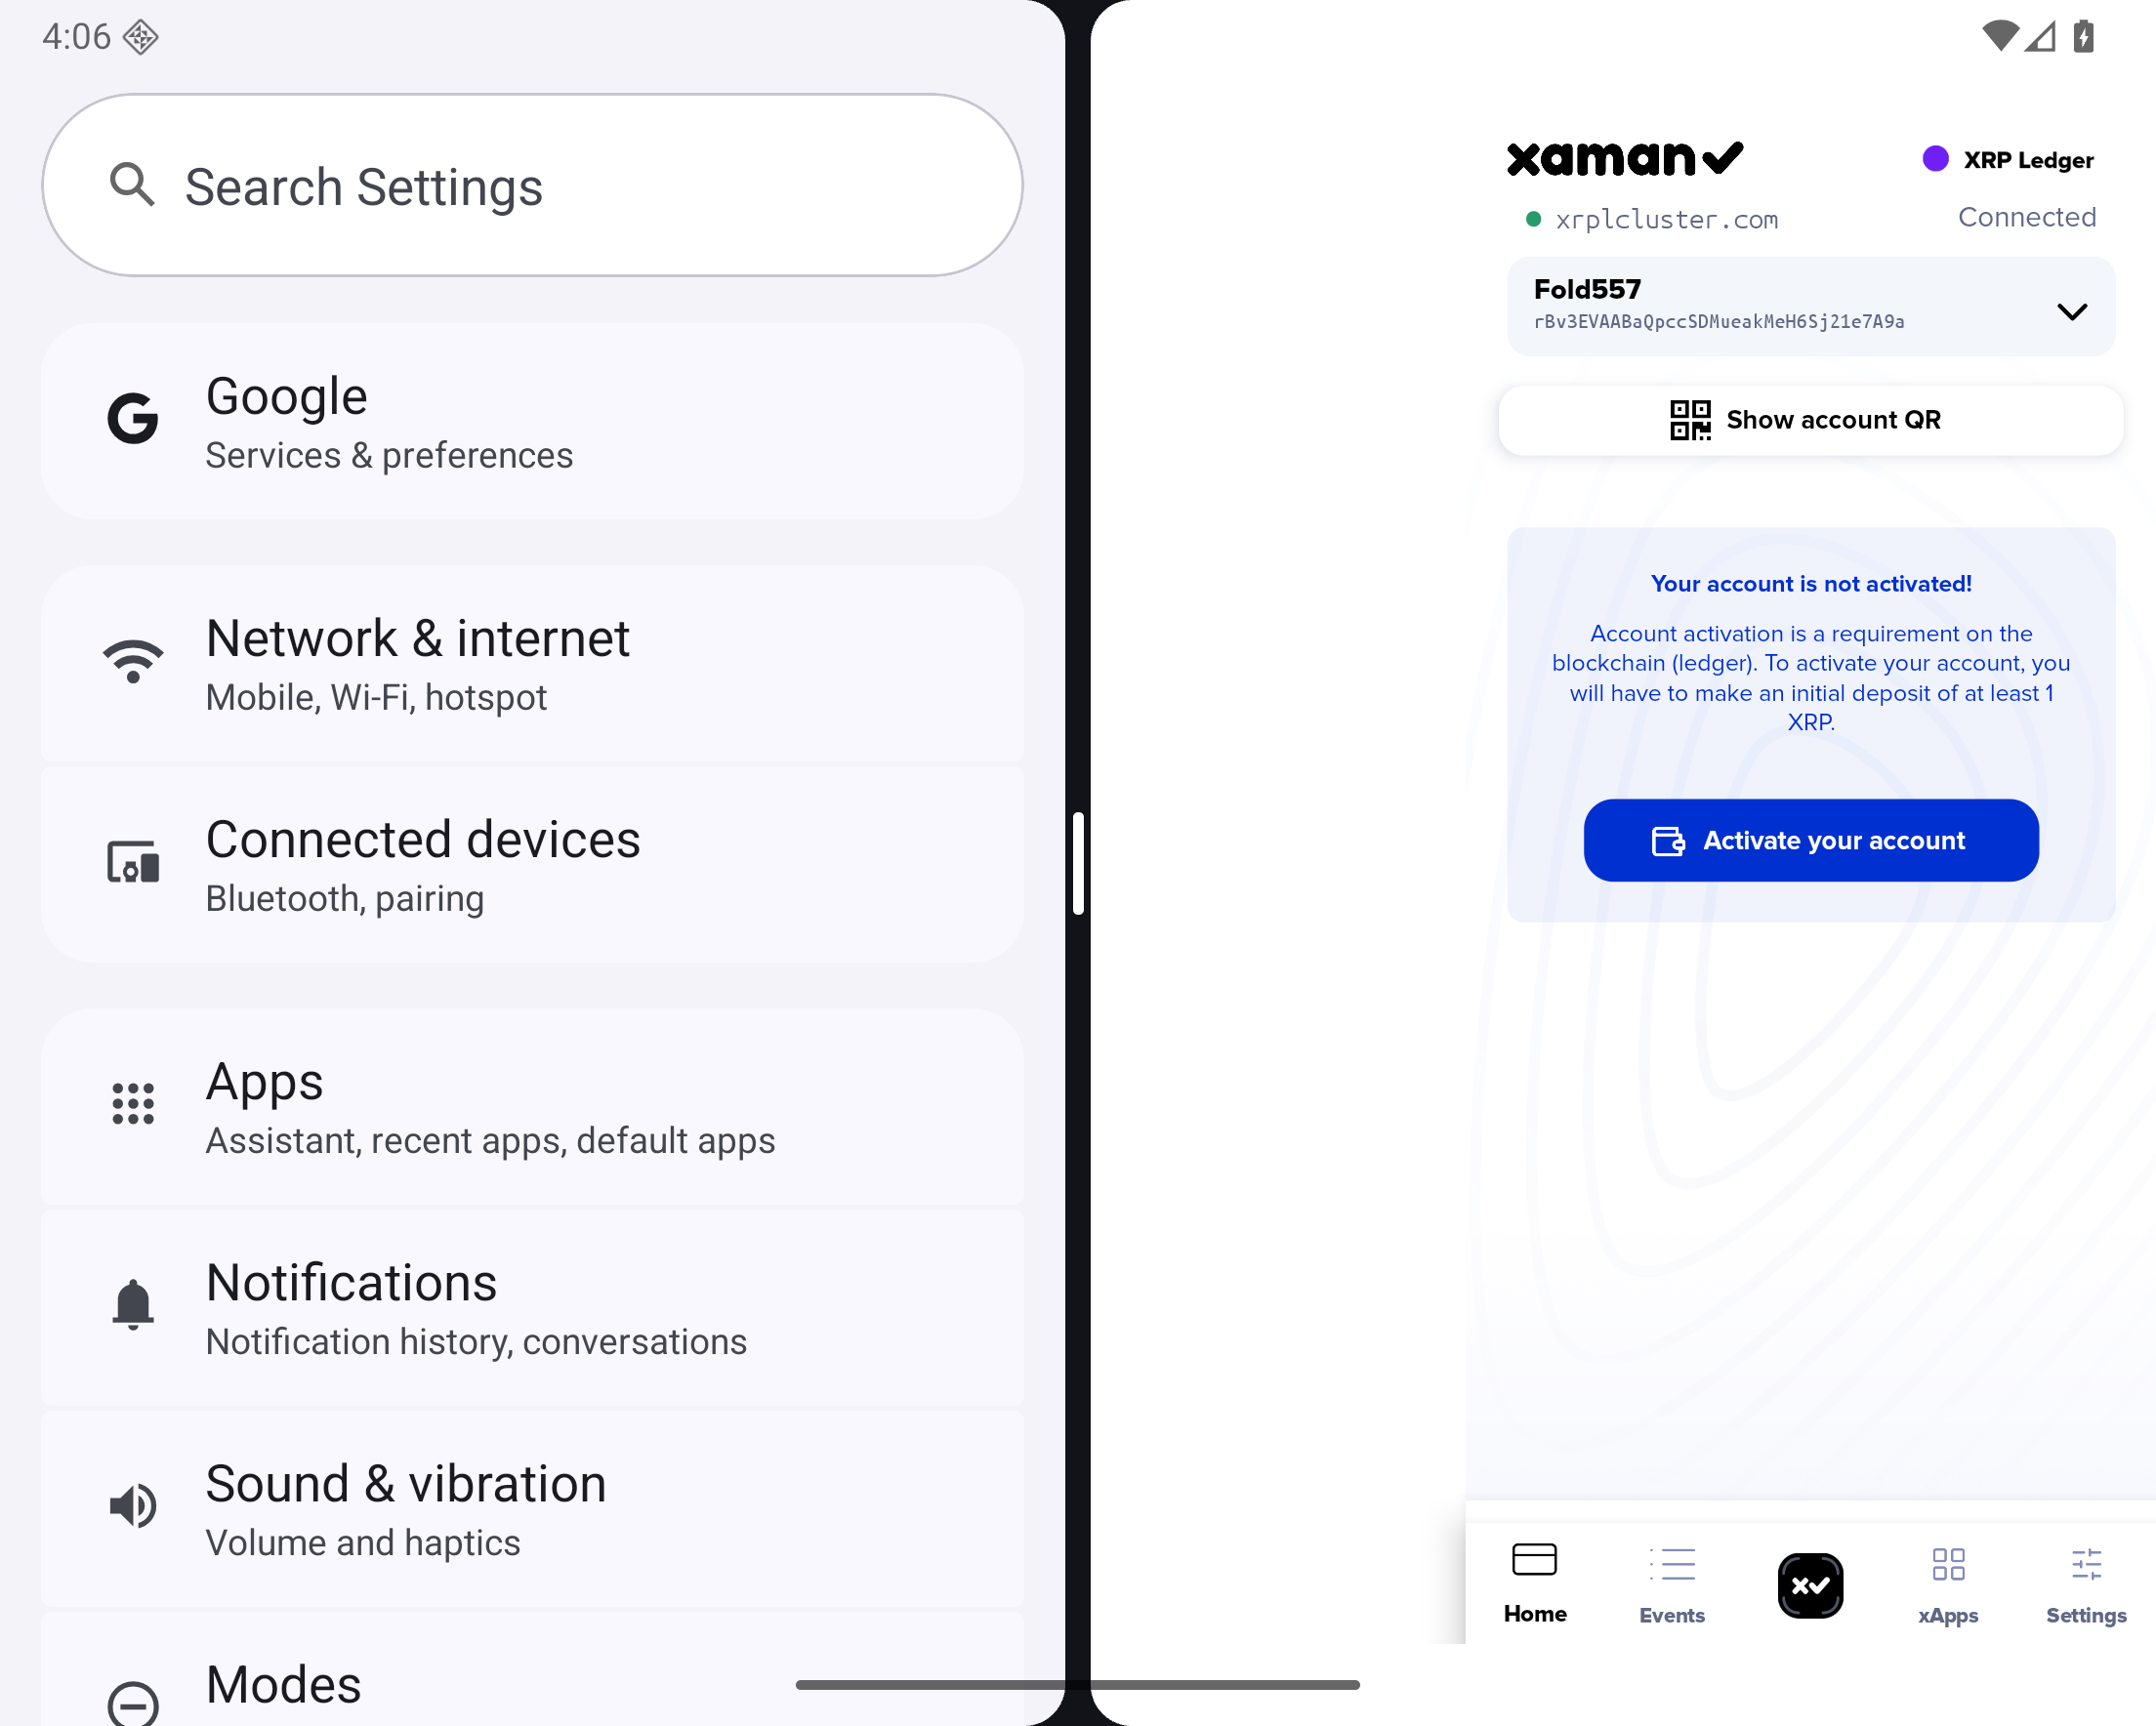 4:06
Search Settings
Google
Services & preferences
Network & internet
Mobile, Wi-Fi, hotspot
Connected devices
Bluetooth, pairing
Apps
Assistant, recent apps, default apps
Notifications
Notification history, conversations
Sound & vibration
Volume and haptics
Modes
xaman
XRP Ledger
xrplcluster.com
Connected
Fold557
rBv3EVAABaQpccSDMueakMeH6Sj21e7A9a
Show account QR
Your account is not activated!
Account activation is a requirement on the
blockchain (ledger). To activate your account, you
will have to make an initial deposit of at least 1
XRP.
Activate your account
Home
Events
xApps
Settings